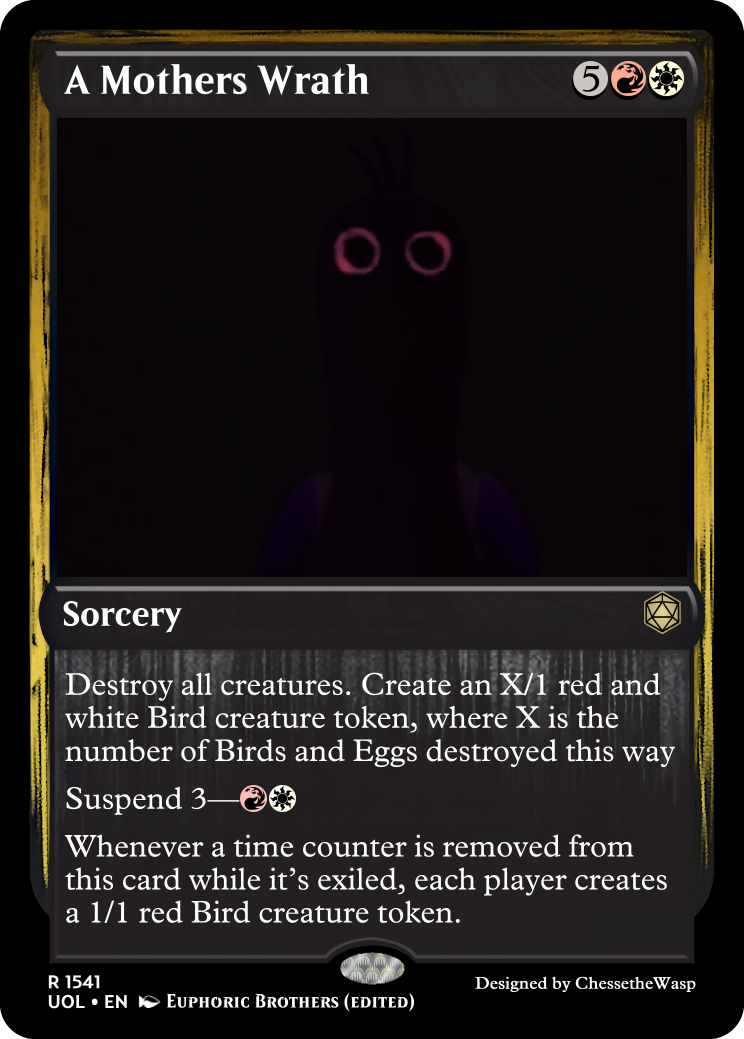 A Mothers Wrath 5
Sorcery
Destroy all creatures. Create an X/1 red and
white Bird creature token, where X is the
number of Birds and Eggs destroyed this way
Suspend 3—
Whenever a time counter is removed from
this card while it's exiled, each player creates
a 1/1 red Bird creature token.
R 1541
UOL • EN Euphoric Brothers (edited)
Designed by ChessetheWasp